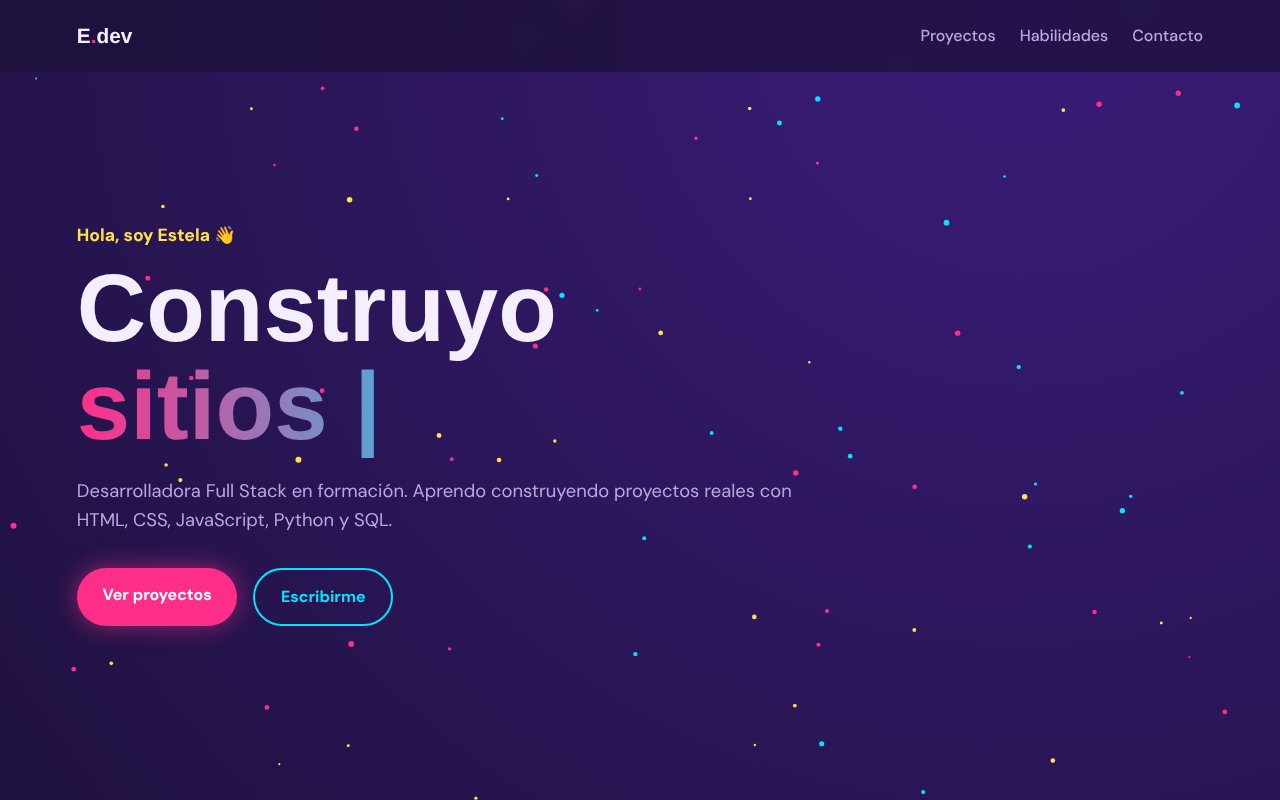 E.dev
Proyectos Habilidades Contacto
Hola, soy Estela 👋
Construyo
sitios |
Desarrolladora Full Stack en formación. Aprendo construyendo proyectos reales con
HTML, CSS, JavaScript, Python y SQL.
Ver proyectos
Escribirme